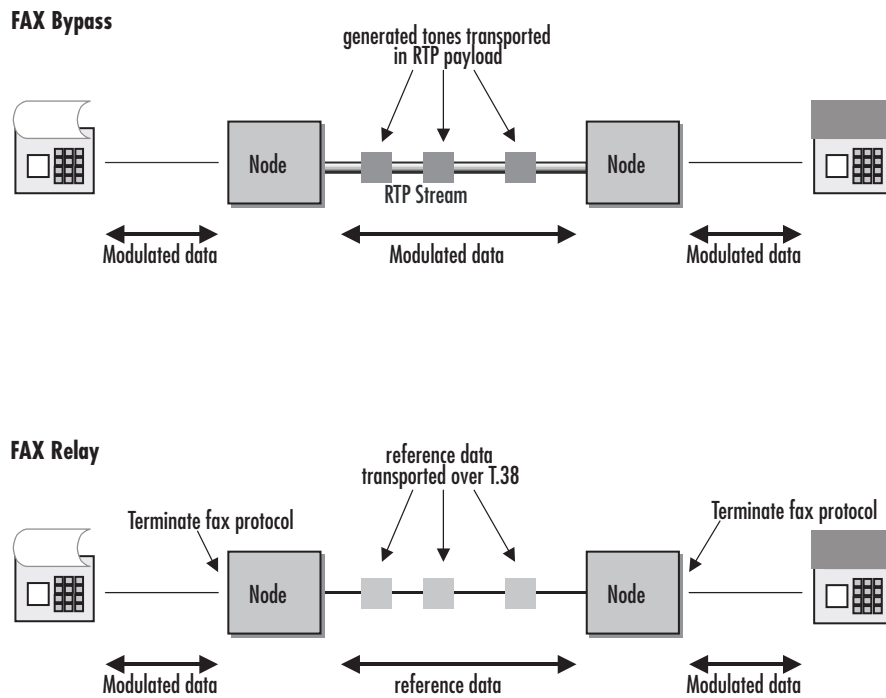 FAX Bypass
generated tones transported
in RTP payload
Node
Node
RTP Stream
Modulated data
Modulated data
Modulated data
FAX Relay
reference data
transported over T.38
Terminate fax protocol
Terminate fax protocol
Node
Node
Modulated data
reference data
Modulated data